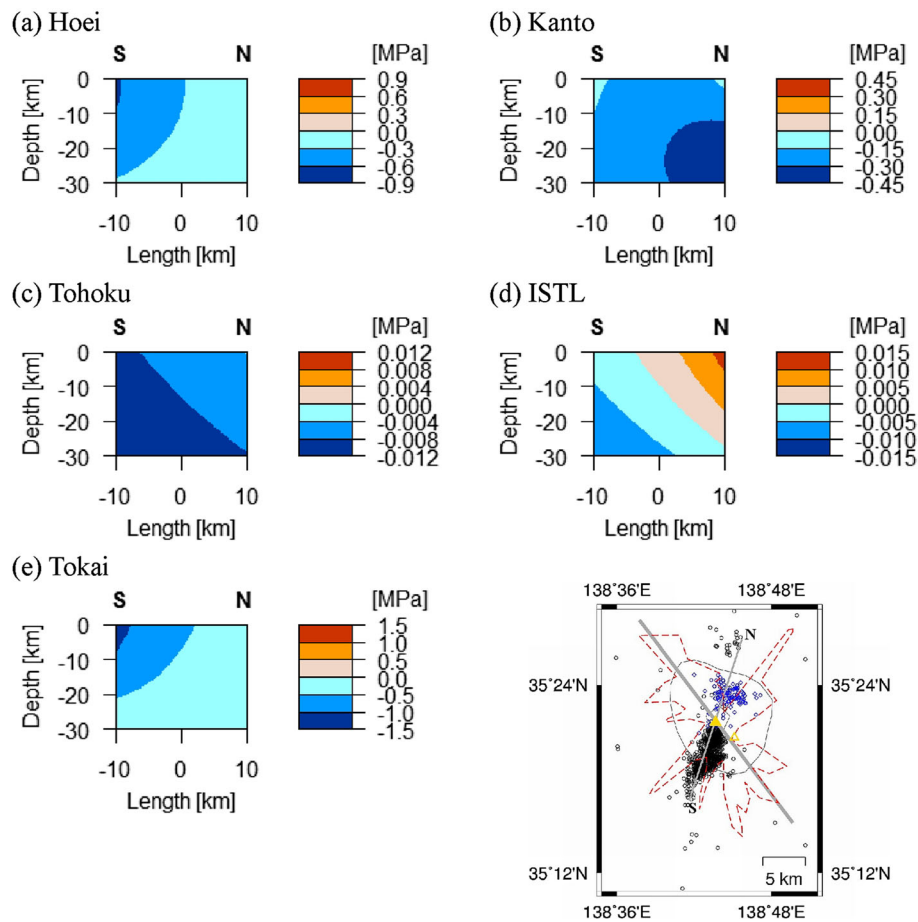 (a) Hoei
S N [MPa]
0 0.9
0.6
-10 0.3
0.0
-20 -0.3
-0.6
-30 -0.9
Depth [km]
-10 0 10
Length [km]
(b) Kanto
S N [MPa]
0 0.45
0.30
-10 0.15
0.00
-20 -0.15
-0.30
-30 -0.45
Depth [km]
-10 0 10
Length [km]
(c) Tohoku
S N [MPa]
0 0.012
0.008
-10 0.004
0.000
-20 -0.004
-0.008
-30 -0.012
Depth [km]
-10 0 10
Length [km]
(d) ISTL
S N [MPa]
0 0.015
0.010
-10 0.005
0.000
-20 -0.005
-0.010
-30 -0.015
Depth [km]
-10 0 10
Length [km]
(e) Tokai
S N [MPa]
0 1.5
1.0
-10 0.5
0.0
-20 -0.5
-1.0
-30 -1.5
Depth [km]
-10 0 10
Length [km]
138°36'E 138°48'E
N
35°24'N 35°24'N
S
35°12'N 35°12'N
5 km
138°36'E 138°48'E